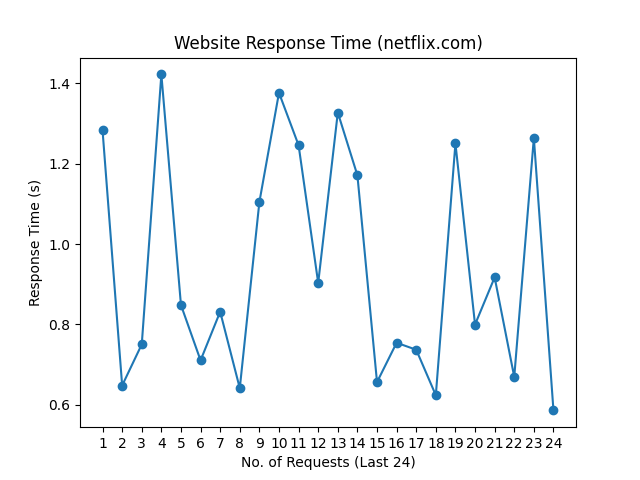 Website Response Time (netflix.com)
Response Time (s)
1.4
1.2
1.0
0.8
0.6
1 2 3 4 5 6 7 8 9 10 11 12 13 14 15 16 17 18 19 20 21 22 23 24
No. of Requests (Last 24)